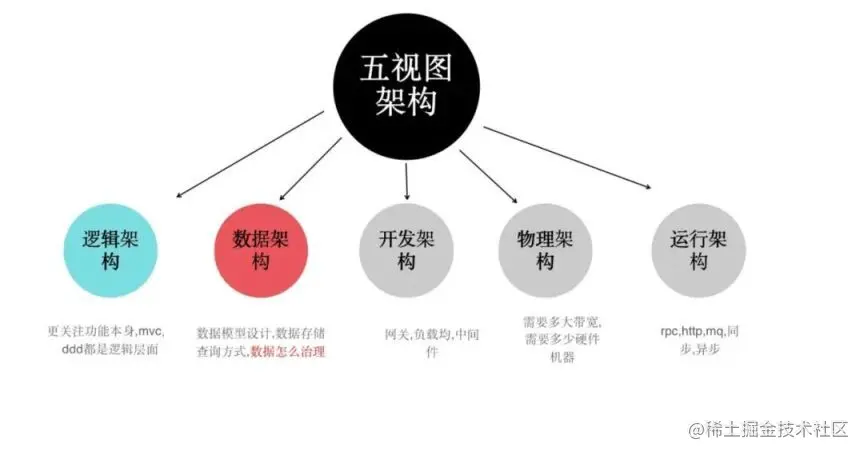 五视图
架构
逻辑架
构
数据架
构
开发架
构
物理架
构
运行架
构
更关注功能本身,mvc,
ddd都是逻辑层面
数据模型设计,数据存储
查询方式,数据怎么治理
网关,负载均,中间
件
需要多大带宽,
需要多少硬件
机器
rpc,http,mq,同
步,异步
@稀土掘金技术社区